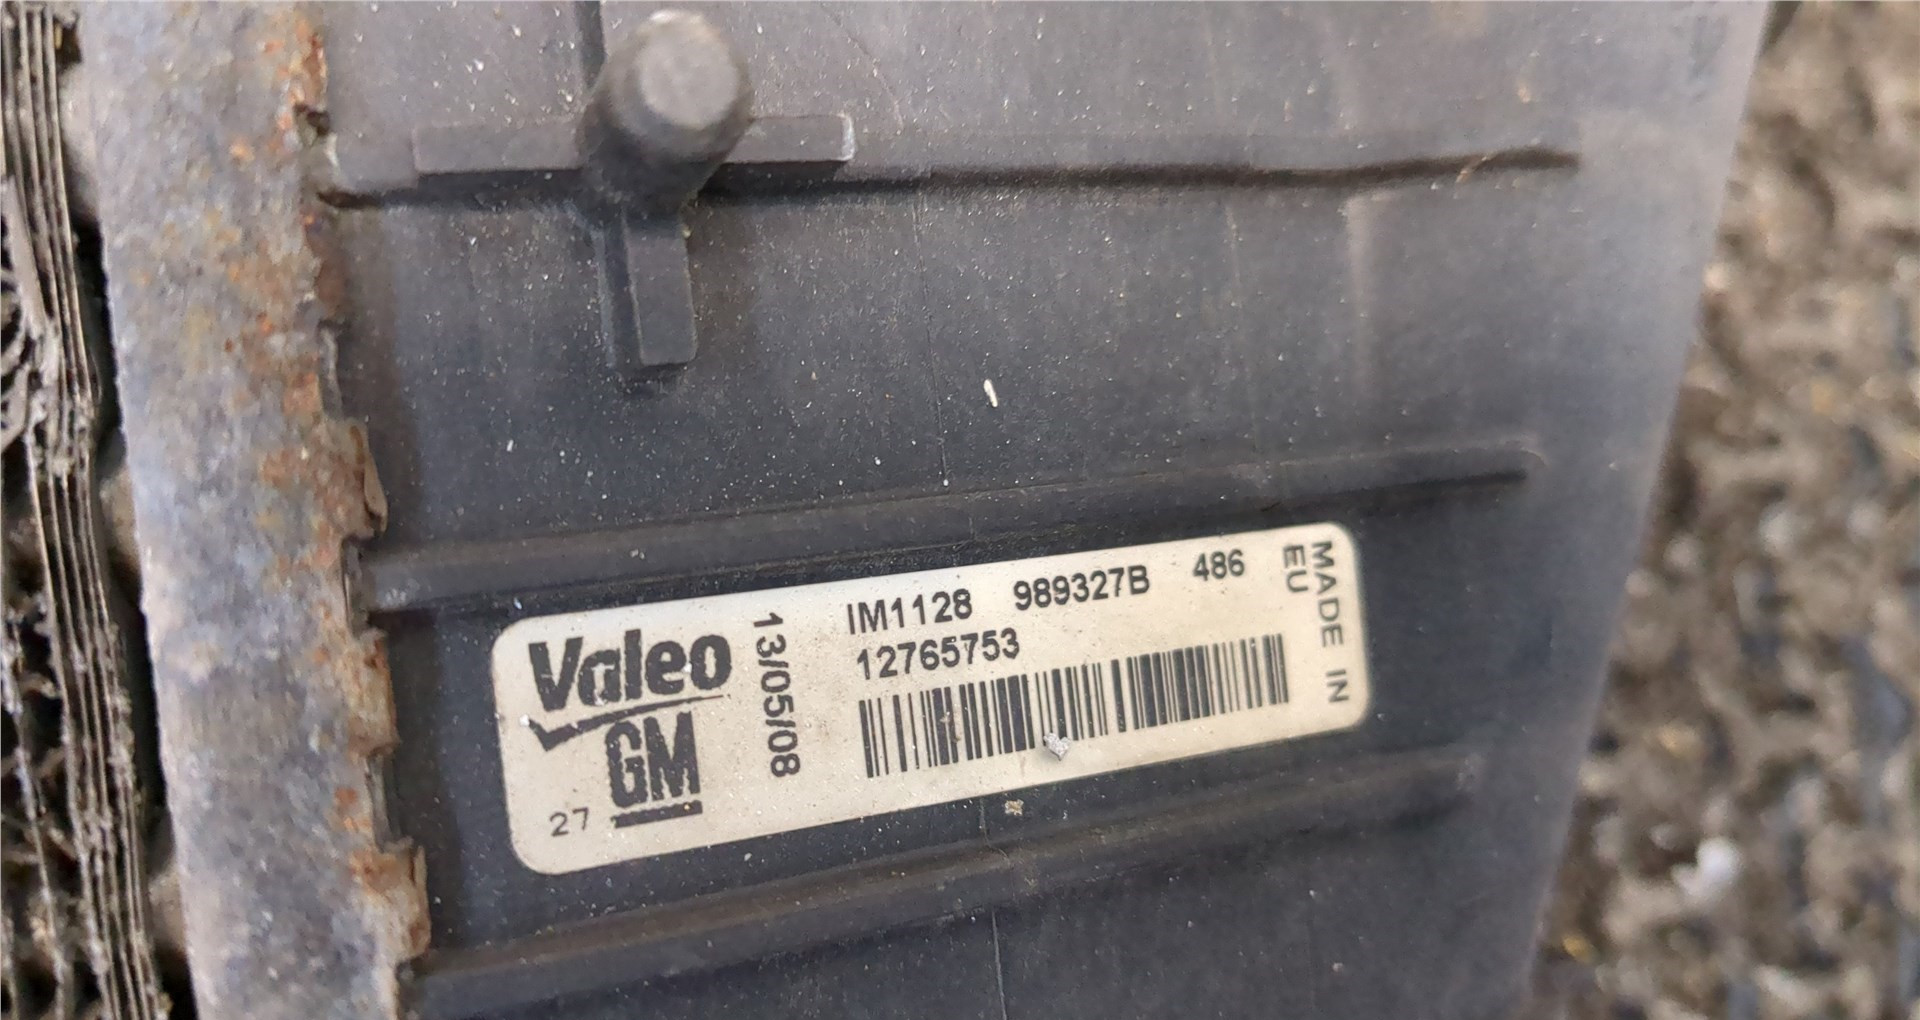 Valeo
GM
27
13/05/08
IM1128 989327B 486
12765753
MADE IN
EU